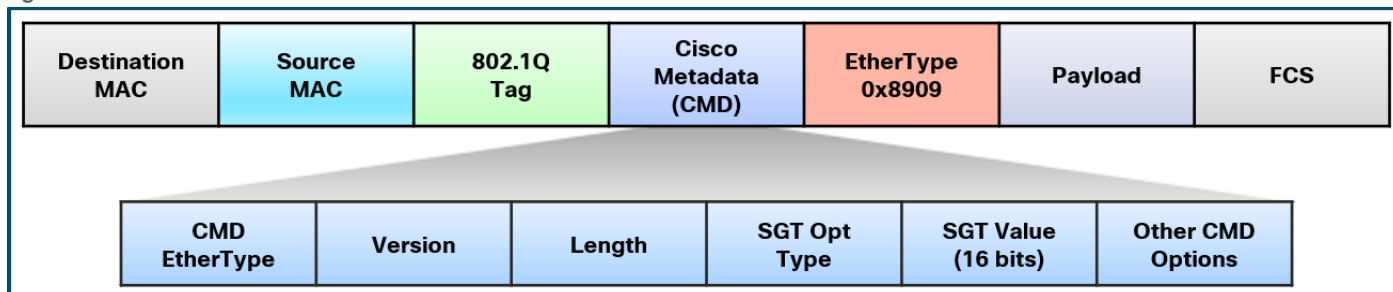 Destination
MAC
Source
MAC
802.1Q
Tag
Cisco
Metadata
(CMD)
EtherType
0x8909
Payload
FCS
CMD
EtherType
Version
Length
SGT Opt
Type
SGT Value
(16 bits)
Other CMD
Options